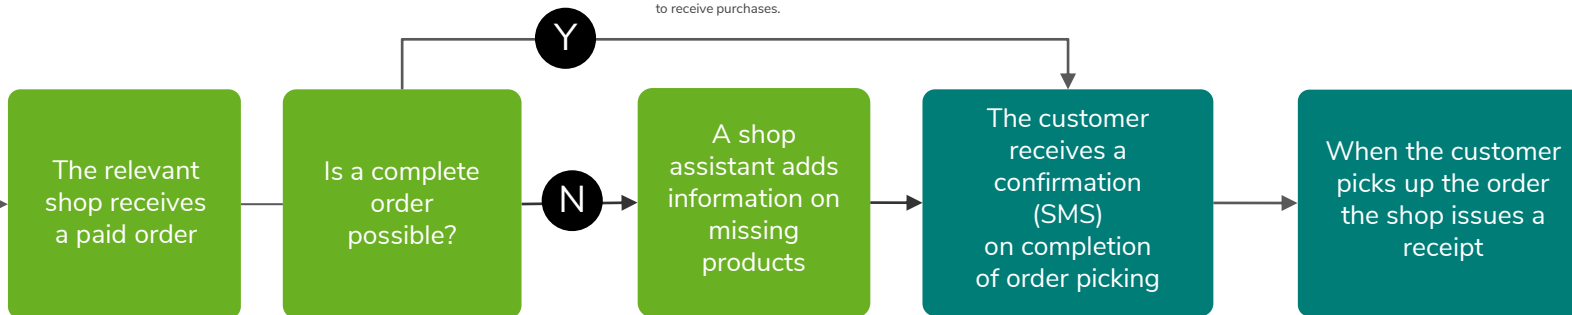 to receive purchases.
Y
The relevant
shop receives
a paid order
Is a complete
order
possible?
N
A shop
assistant adds
information on
missing
products
The customer
receives a
confirmation
(SMS)
on completion
of order picking
When the customer
picks up the order
the shop issues a
receipt